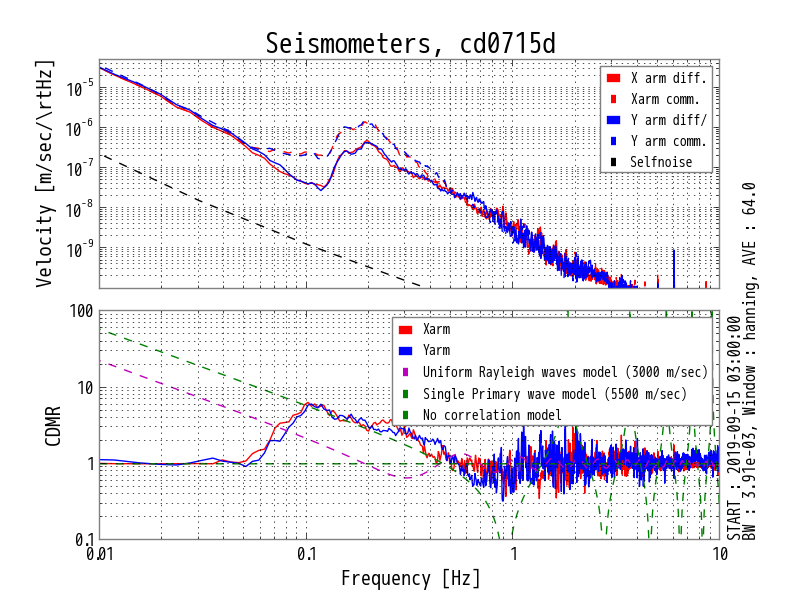 Seismometers, cd0715d
Velocity [m/sec/\rtHz]
10^-5
10^-6
10^-7
10^-8
10^-9
X arm diff.
Xarm comm.
Y arm diff/
Y arm comm.
Selfnoise
CDMR
100
10
1
0.1
Xarm
Yarm
Uniform Rayleigh waves model (3000 m/sec)
Single Primary wave model (5500 m/sec)
No correlation model
0.01
0.1
1
10
Frequency [Hz]
START : 2019-09-15 03:00:00
BW : 3.91e-03, Window : hanning, AVE : 64.0